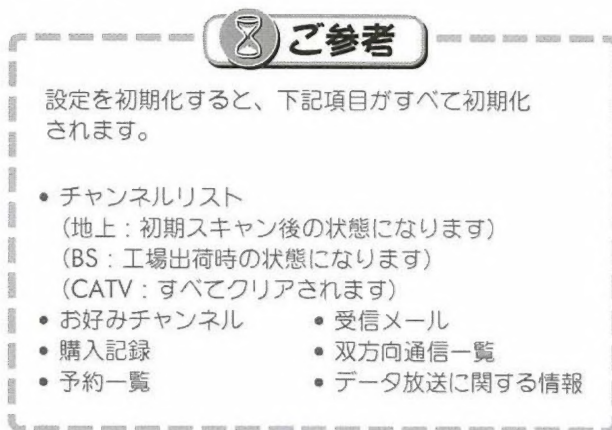 ご参考
設定を初期化すると、下記項目がすべて初期化
されます。
• チャンネルリスト
(地上：初期スキャン後の状態になります)
(BS：工場出荷時の状態になります)
(CATV：すべてクリアされます)
• お好みチャンネル
• 受信メール
• 購入記録
• 双方向通信一覧
• 予約一覧
• データ放送に関する情報